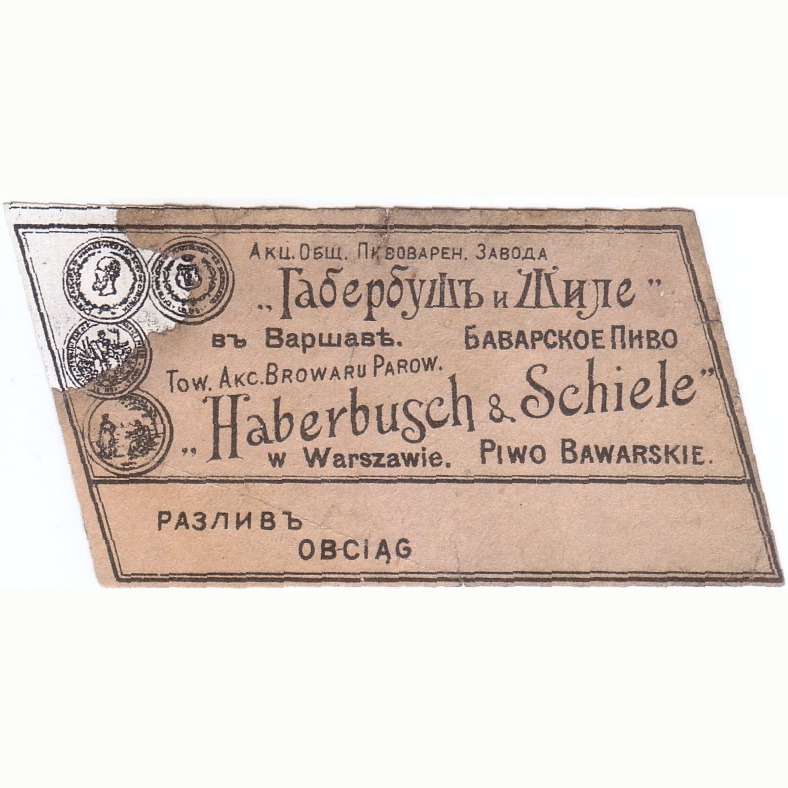 Акц. Общ. Пивоварен. Завода
„Габербушъ и Шиле”
въ Варшавѣ. Баварское Пиво
Tow. Akc. Browaru Parow.
„Haberbusch & Schiele”
w Warszawie. Piwo Bawarskie.
РАЗЛИВЪ
OBCIĄG